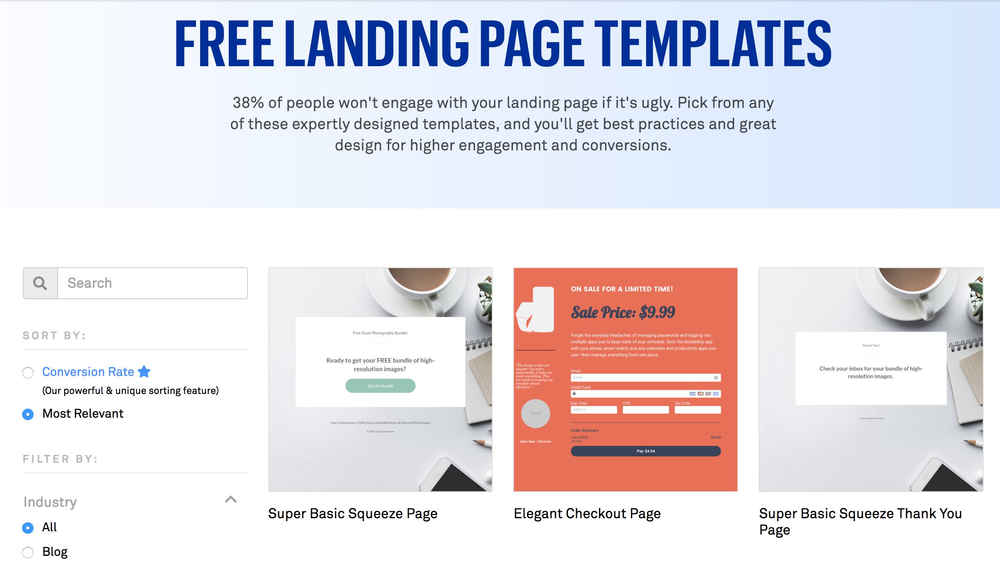 FREE LANDING PAGE TEMPLATES
38% of people won't engage with your landing page if it's ugly. Pick from any
of these expertly designed templates, and you'll get best practices and great
design for higher engagement and conversions.
Search
SORT BY:
Conversion Rate
(Our powerful & unique sorting feature)
Most Relevant
FILTER BY:
Industry
All
Blog
Free Stock Photography Bundle!
Ready to get your FREE bundle of high-
resolution images?
Get the Bundle
Your Information is 100% Secure And Will Never Be Shared With Anyone.
© 2018 | Legal Information
Super Basic Squeeze Page
ON SALE FOR A LIMITED TIME!
Sale Price: $9.99
Forget the everyday headaches of managing passwords and logging into
multiple apps just to keep track of your schedule. Sync the BookedUp app
with your phone, smart watch, and any calendars and productivity apps you
use—then manage everything from one place.
"The design is hip and
elegant—but more
importantly, it helps me
track everything. This
has made managing my
schedule almost
effortless."
John Doe - Marketer
Email
Email
Credit Card
VISA
Exp. Date CVC Zip Code
MM/YY
Order Summary
nameBBB $4.04
attr444
Pay $4.04
Elegant Checkout Page
Thank You!
Check your inbox for your bundle of high-
resolution images.
© 2018 | Legal Information
Super Basic Squeeze Thank You
Page